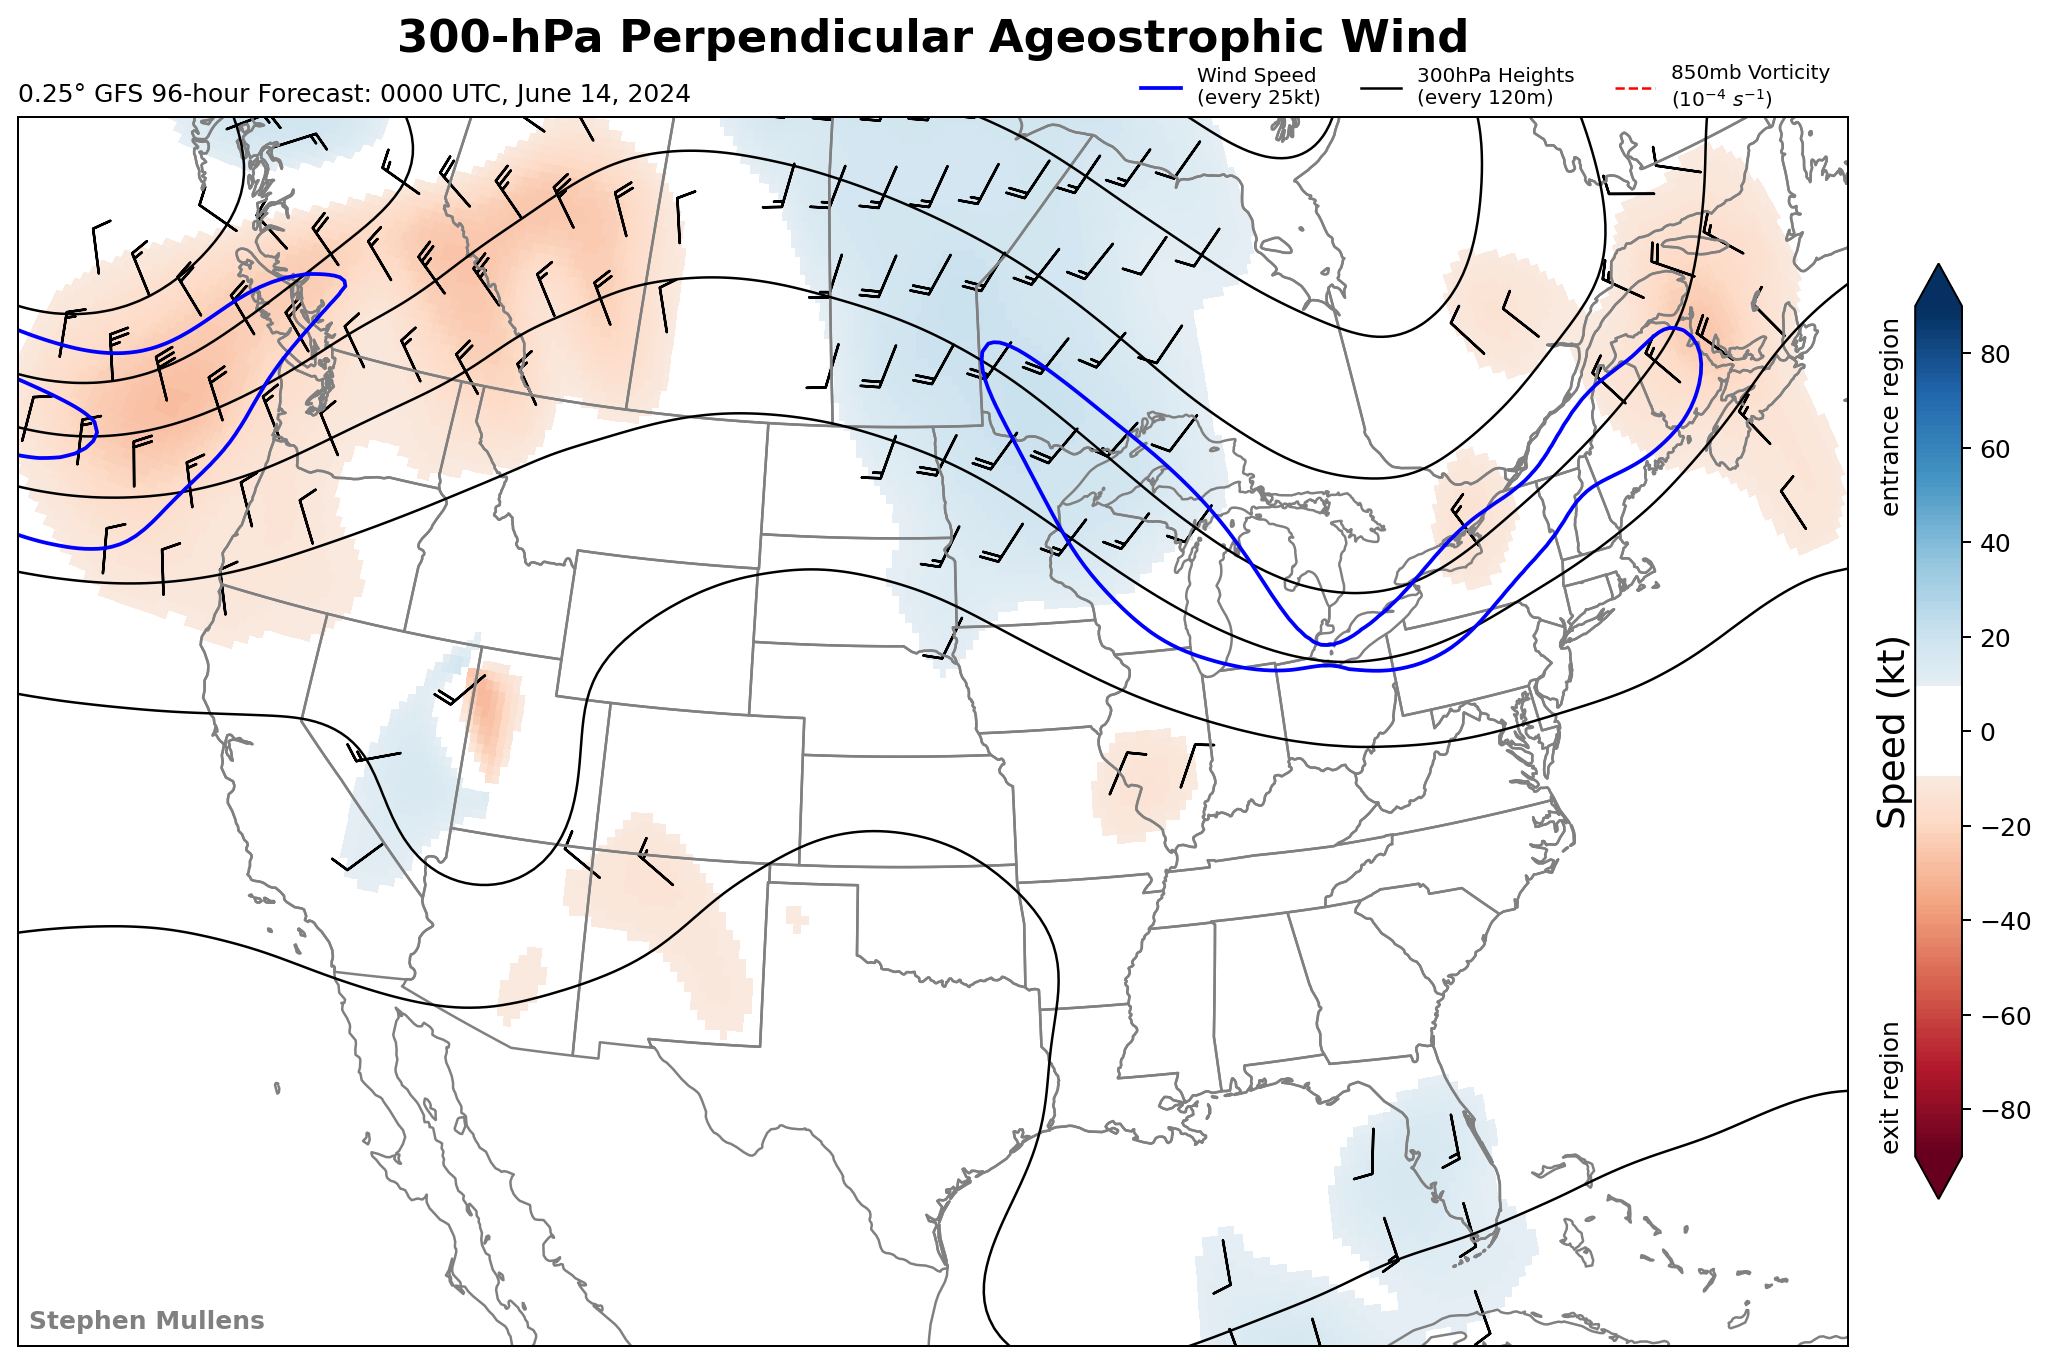 300-hPa Perpendicular Ageostrophic Wind
0.25° GFS 96-hour Forecast: 0000 UTC, June 14, 2024
Wind Speed
(every 25kt)
300hPa Heights
(every 120m)
850mb Vorticity
(10⁻⁴ s⁻¹)
entrance region
Speed (kt)
exit region
80
60
40
20
0
−20
−40
−60
−80
Stephen Mullens